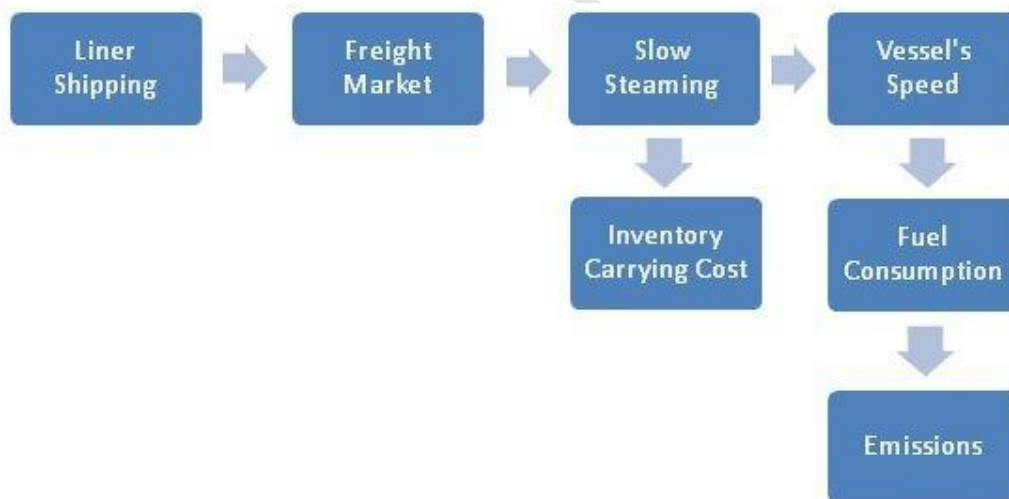 Liner
Shipping
Freight
Market
Slow
Steaming
Vessel's
Speed
Inventory
Carrying Cost
Fuel
Consumption
Emissions